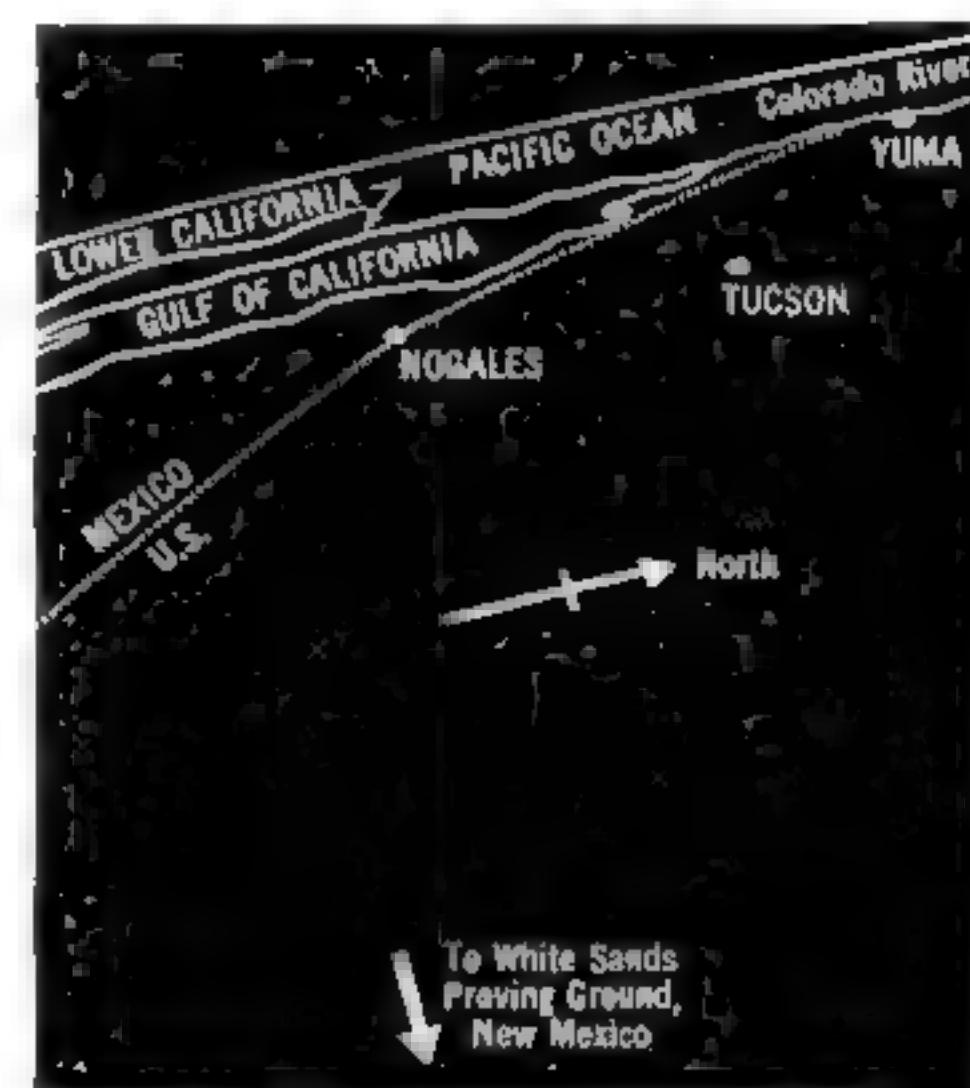 Colorado River
PACIFIC OCEAN
YUMA
LOWER CALIFORNIA
GULF OF CALIFORNIA
TUCSON
NOGALES
MEXICO
U.S.
North
To White Sands
Proving Ground,
New Mexico